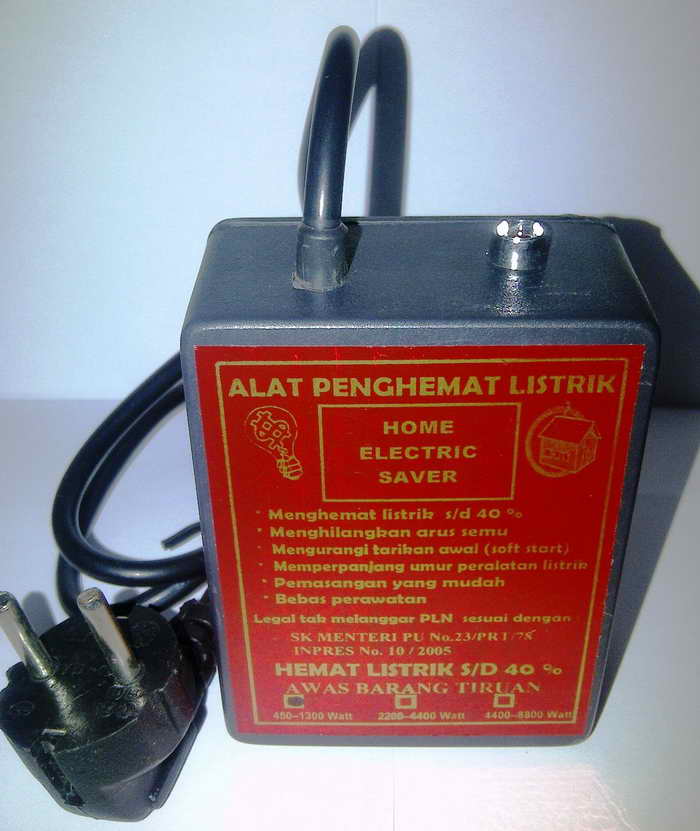 ALAT PENGHEMAT LISTRIK
HOME
ELECTRIC
SAVER
* Menghemat listrik s/d 40 %
* Menghilangkan arus semu
* Mengurangi tarikan awal (soft start)
* Memperpanjang umur peralatan listrik
* Pemasangan yang mudah
* Bebas perawatan
Legal tak melanggar PLN sesuai dengan
SK MENTERI PU No.23/PRT/78
INPRES No. 10 / 2005
HEMAT LISTRIK S/D 40 %
AWAS BARANG TIRUAN
450-1300 Watt 2200-4400 Watt 4400-8800 Watt